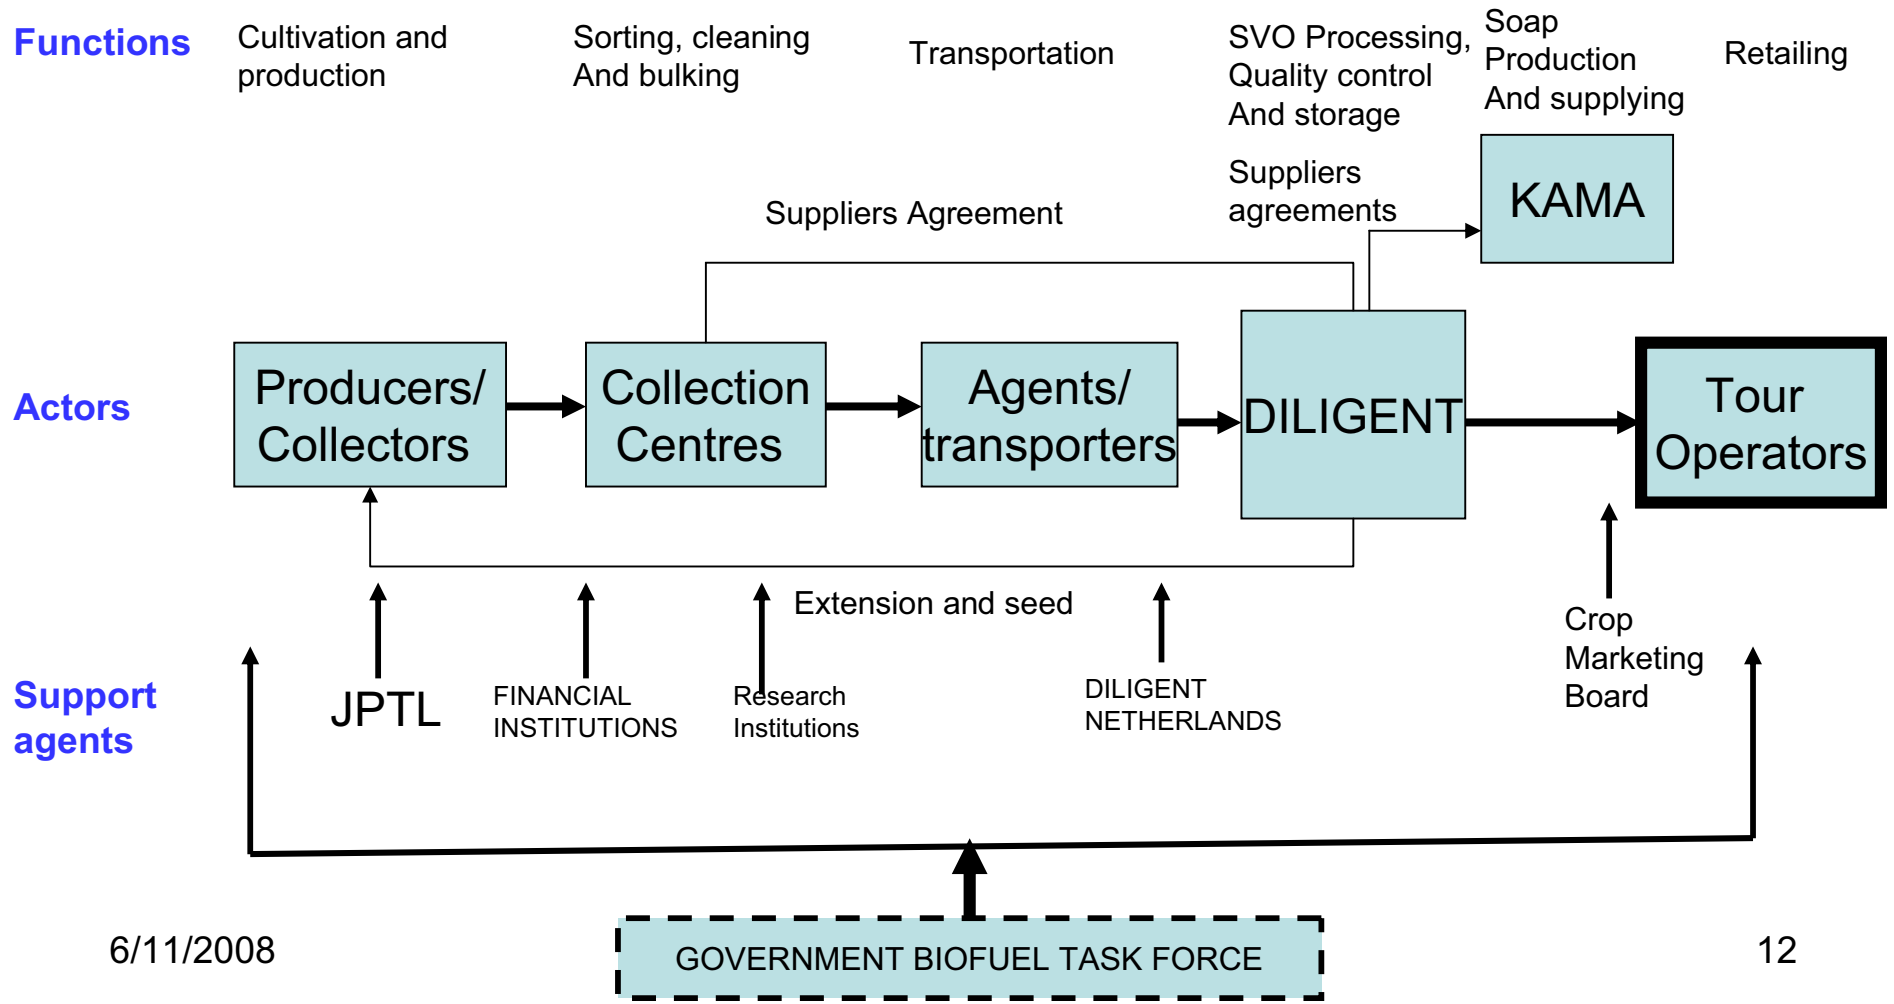 Functions
Cultivation and
production
Sorting, cleaning
And bulking
Transportation
SVO Processing,
Quality control
And storage
Soap
Production
And supplying
Retailing
Suppliers
agreements
KAMA
Suppliers Agreement
Actors
Producers/
Collectors
Collection
Centres
Agents/
transporters
DILIGENT
Tour
Operators
Extension and seed
Support
agents
JPTL
FINANCIAL
INSTITUTIONS
Research
Institutions
DILIGENT
NETHERLANDS
Crop
Marketing
Board
6/11/2008
GOVERNMENT BIOFUEL TASK FORCE
12